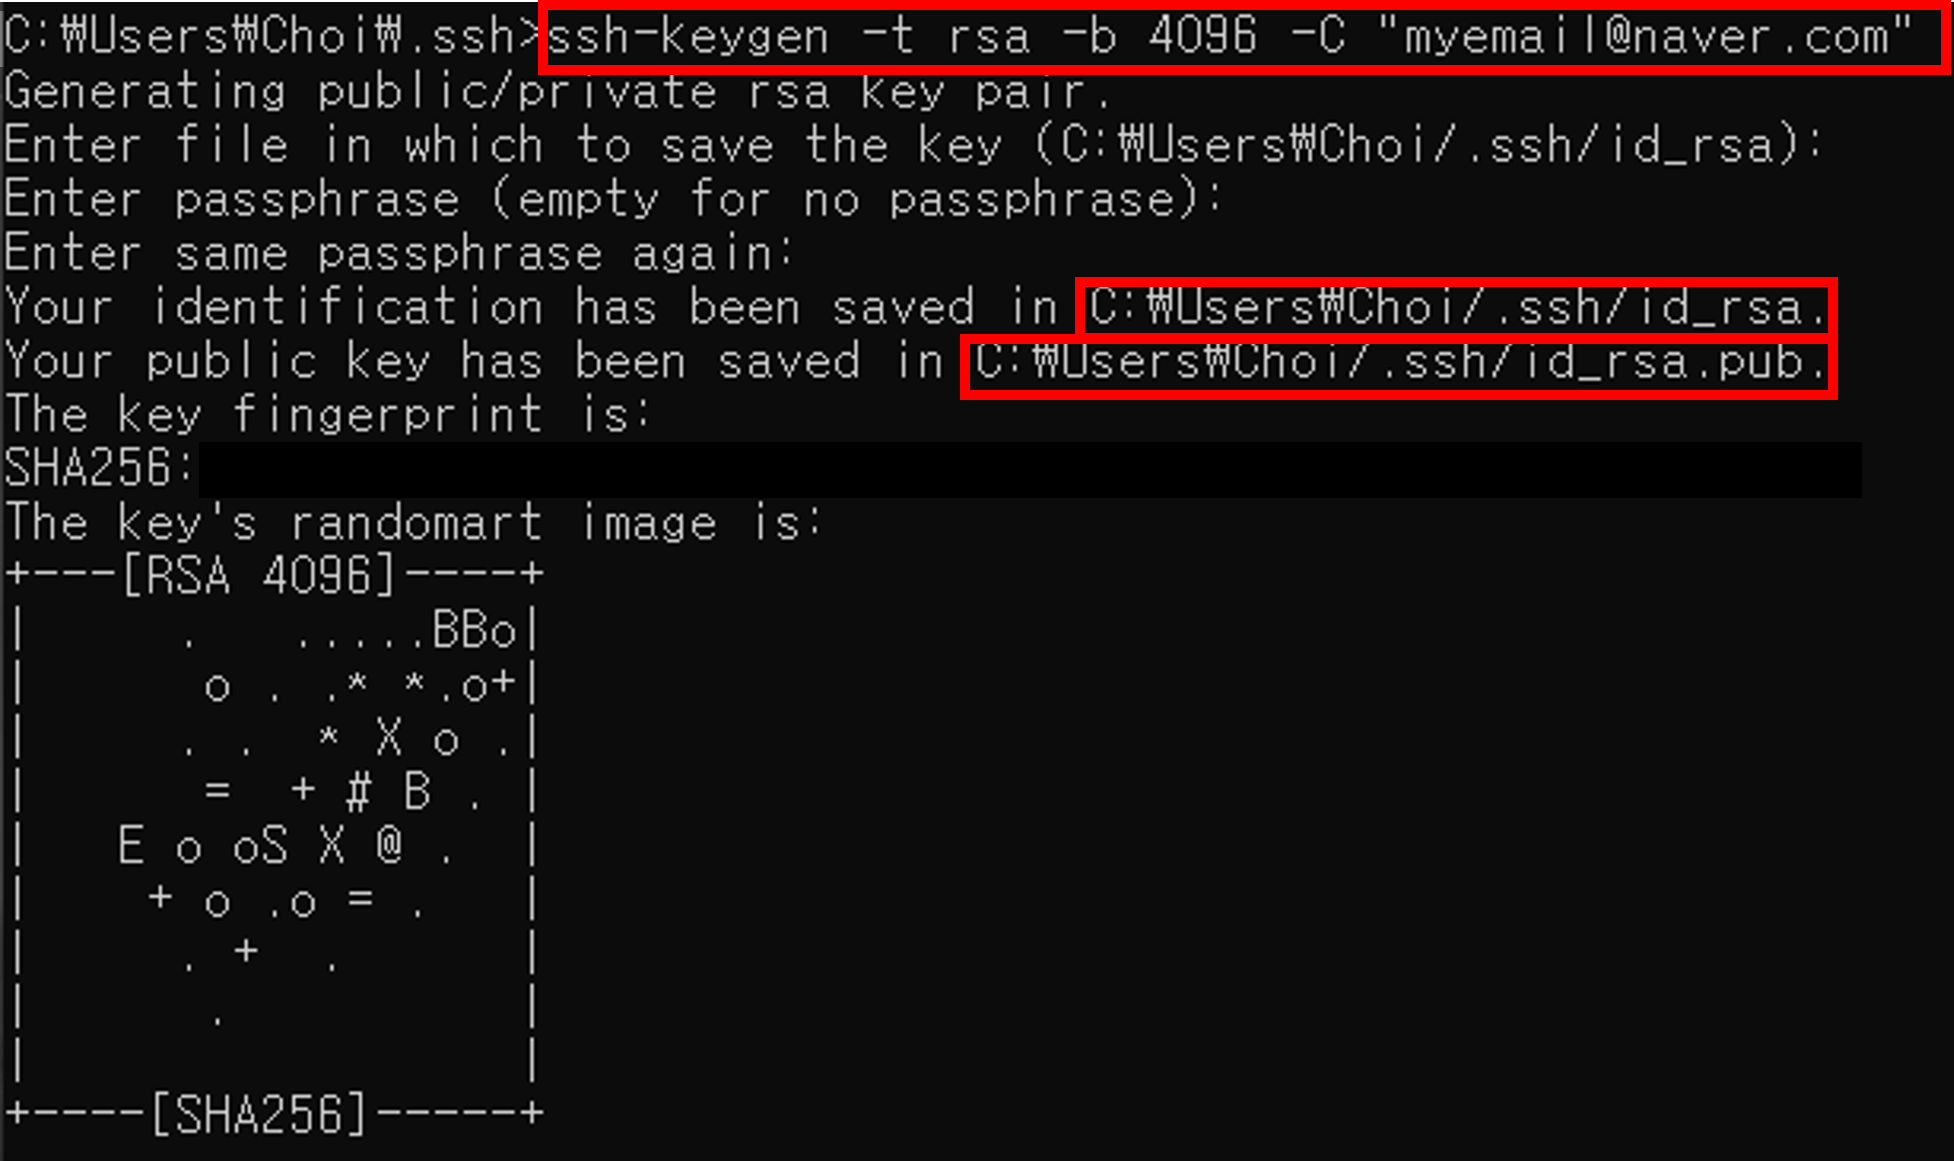 C:₩Users₩Choi₩.ssh>ssh-keygen -t rsa -b 4096 -C "myemail@naver.com"
Generating public/private rsa key pair.
Enter file in which to save the key (C:₩Users₩Choi/.ssh/id_rsa):
Enter passphrase (empty for no passphrase):
Enter same passphrase again:
Your identification has been saved in C:₩Users₩Choi/.ssh/id_rsa.
Your public key has been saved in C:₩Users₩Choi/.ssh/id_rsa.pub.
The key fingerprint is:
SHA256:
The key's randomart image is:
+---[RSA 4096]----+
|     .   .....BBo|
|      o . .* *.o+|
|     . .  * X o .|
|      =  + # B . |
|   E o oS X @ .  |
|    + o .o = .   |
|     . +  .      |
|      .          |
|                 |
+----[SHA256]-----+